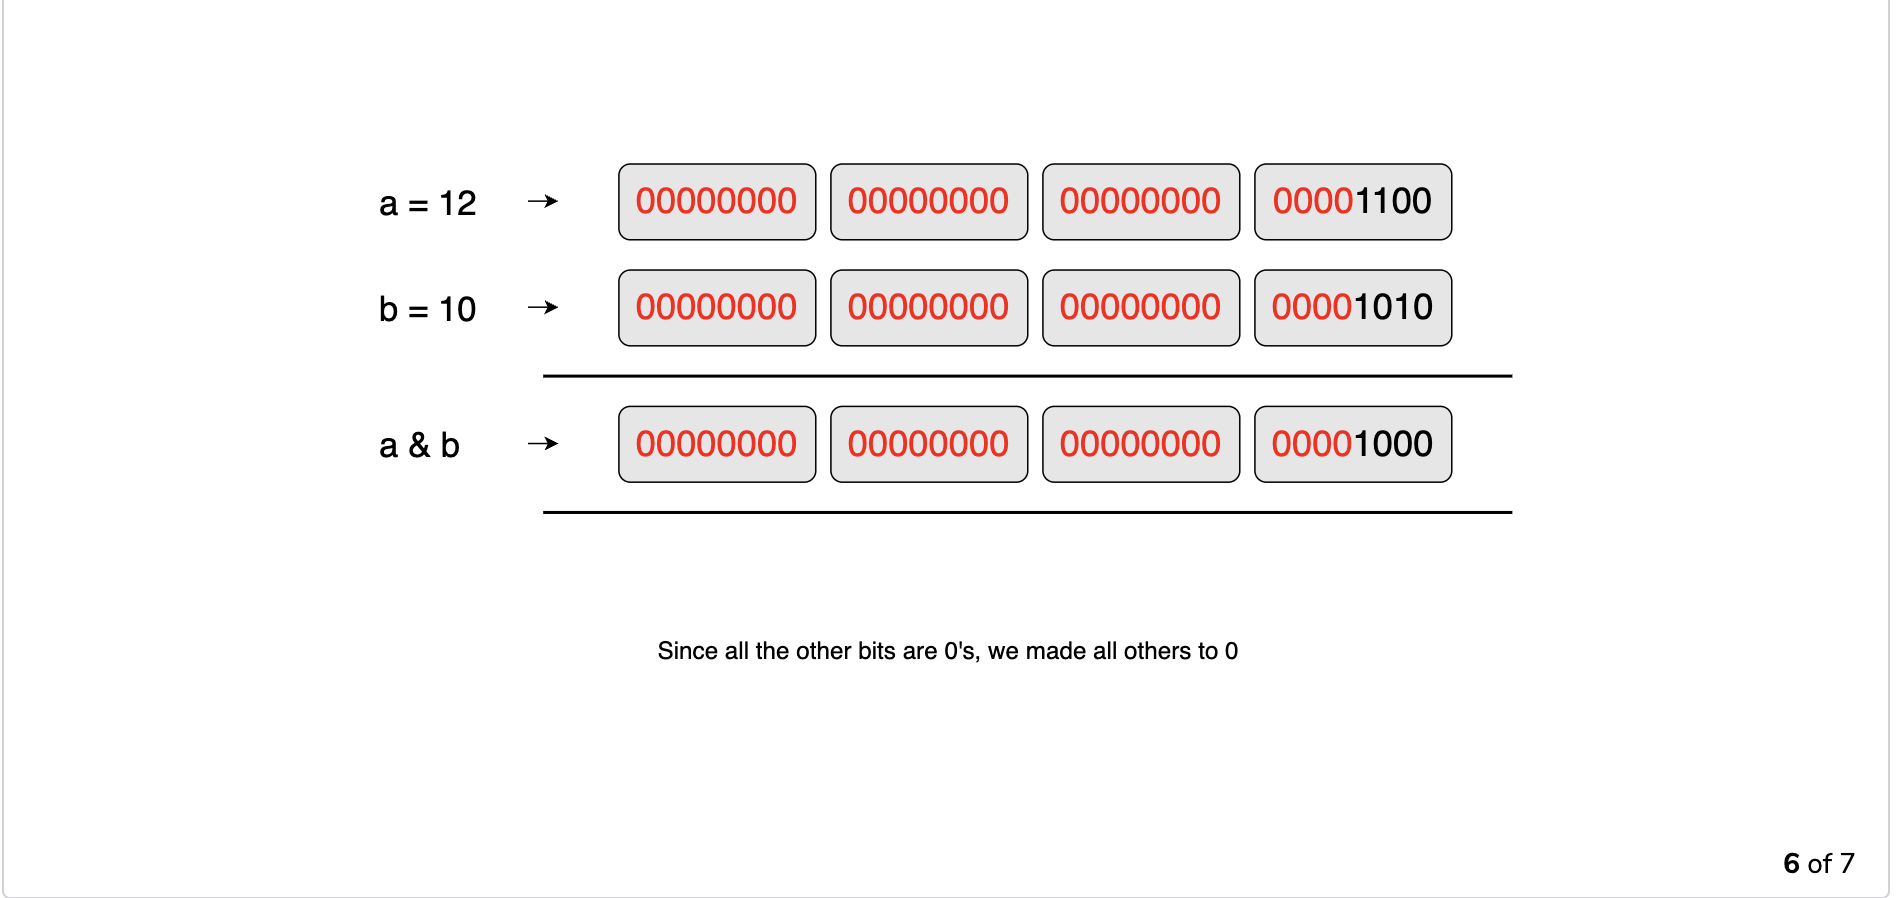 a = 12 → 00000000 00000000 00000000 00001100
b = 10 → 00000000 00000000 00000000 00001010
a & b → 00000000 00000000 00000000 00001000
Since all the other bits are 0's, we made all others to 0
6 of 7